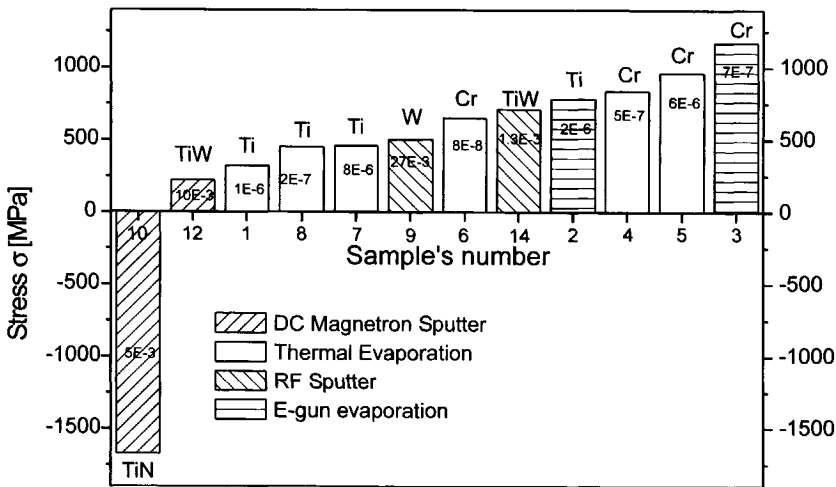 Cr
Cr
Cr
Ti
TiW
Cr
W
Ti
Ti
Ti
TiW
1000
500
0
-500
-1000
-1500
Stress σ [MPa]
1000
500
0
-500
-1000
-1500
10E-3
1E-6
2E-7
8E-6
27E-3
8E-8
1.3E-3
2E-6
5E-7
6E-6
7E-7
10
12
1
8
7
9
6
14
2
4
5
3
Sample's number
5E-3
DC Magnetron Sputter
Thermal Evaporation
RF Sputter
E-gun evaporation
TiN